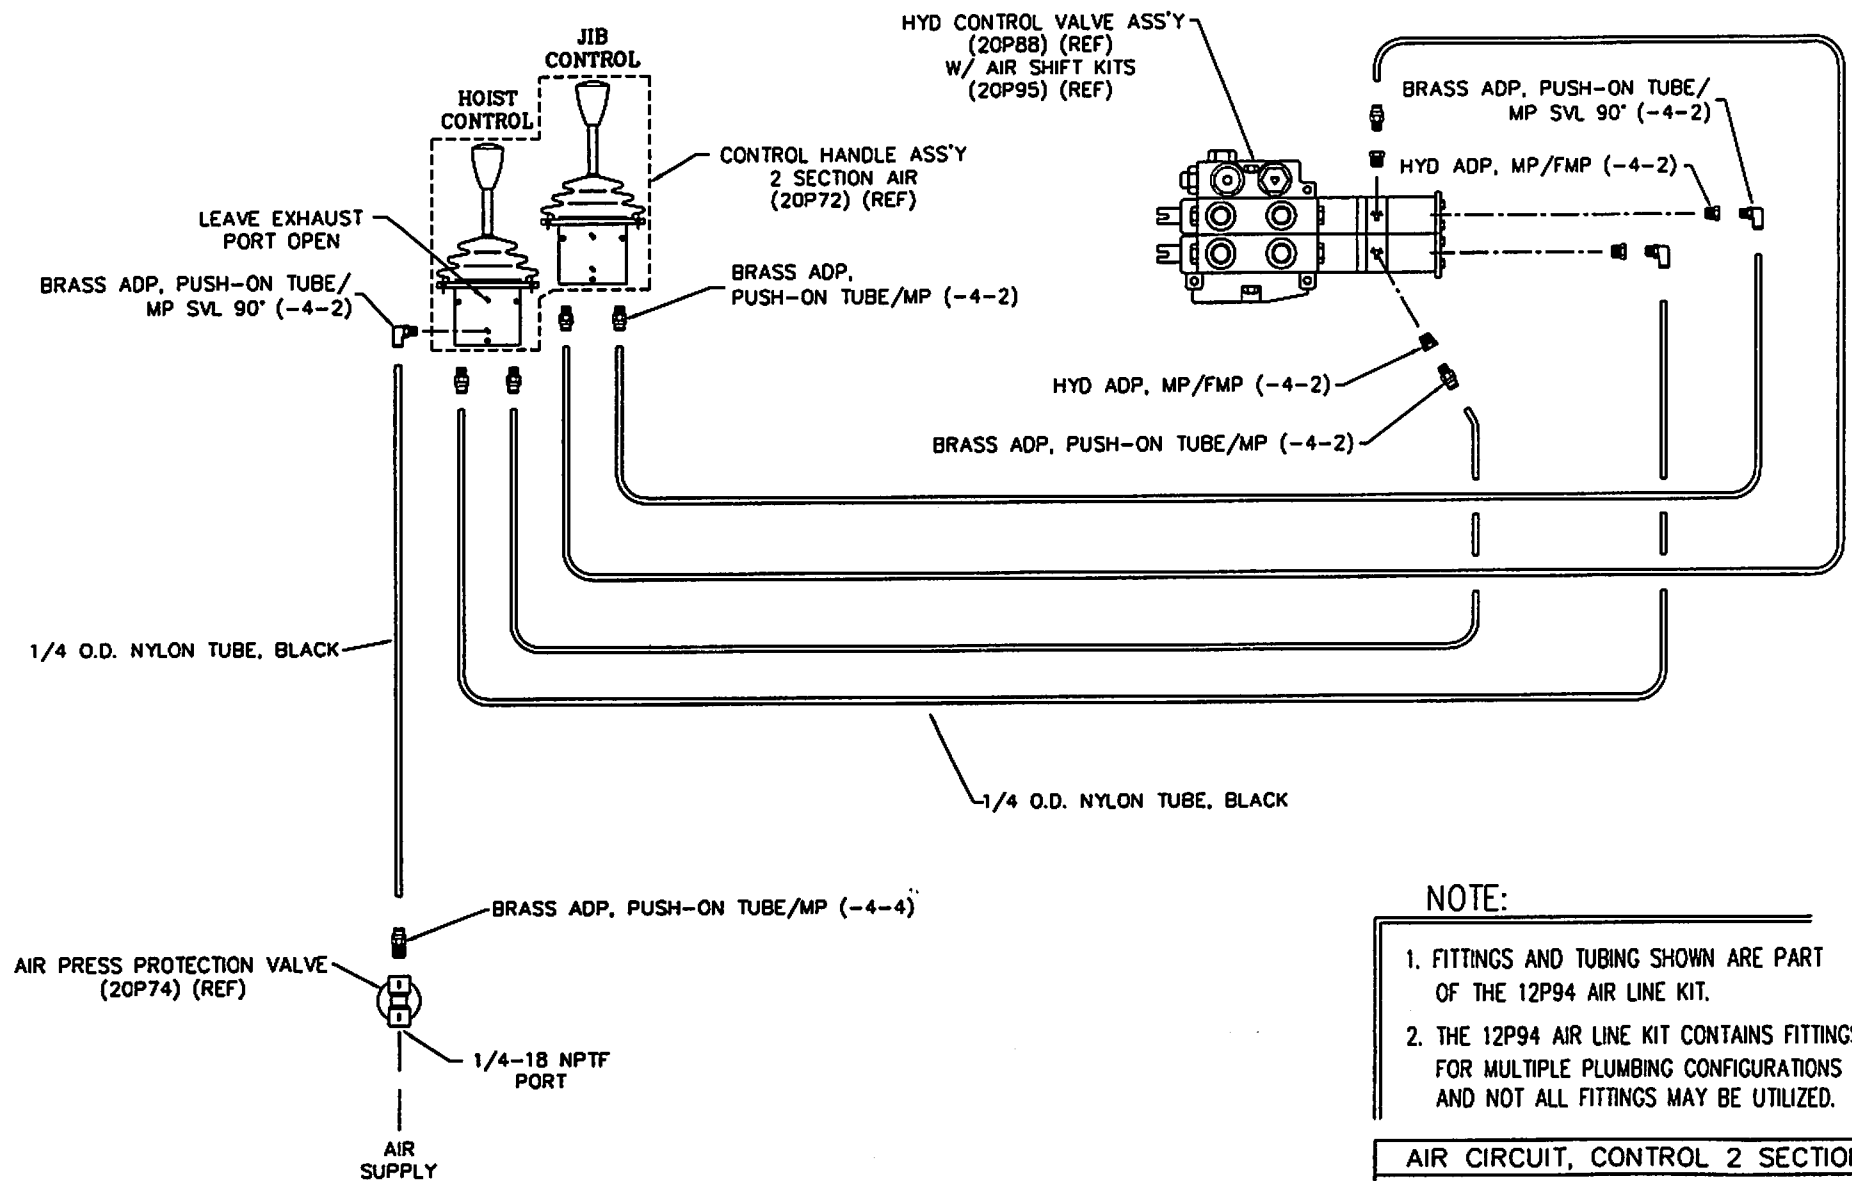 JIB
CONTROL
HOIST
CONTROL
HYD CONTROL VALVE ASS'Y
(20P88) (REF)
W/ AIR SHIFT KITS
(20P95) (REF)
BRASS ADP, PUSH-ON TUBE/
MP SVL 90° (-4-2)
HYD ADP, MP/FMP (-4-2)
CONTROL HANDLE ASS'Y
2 SECTION AIR
(20P72) (REF)
LEAVE EXHAUST
PORT OPEN
BRASS ADP, PUSH-ON TUBE/
MP SVL 90° (-4-2)
BRASS ADP,
PUSH-ON TUBE/MP (-4-2)
HYD ADP, MP/FMP (-4-2)
BRASS ADP, PUSH-ON TUBE/MP (-4-2)
1/4 O.D. NYLON TUBE, BLACK
1/4 O.D. NYLON TUBE, BLACK
BRASS ADP, PUSH-ON TUBE/MP (-4-4)
AIR PRESS PROTECTION VALVE
(20P74) (REF)
1/4-18 NPTF
PORT
AIR
SUPPLY
NOTE:
1. FITTINGS AND TUBING SHOWN ARE PART
OF THE 12P94 AIR LINE KIT.
2. THE 12P94 AIR LINE KIT CONTAINS FITTINGS
FOR MULTIPLE PLUMBING CONFIGURATIONS
AND NOT ALL FITTINGS MAY BE UTILIZED.
AIR CIRCUIT, CONTROL 2 SECTION